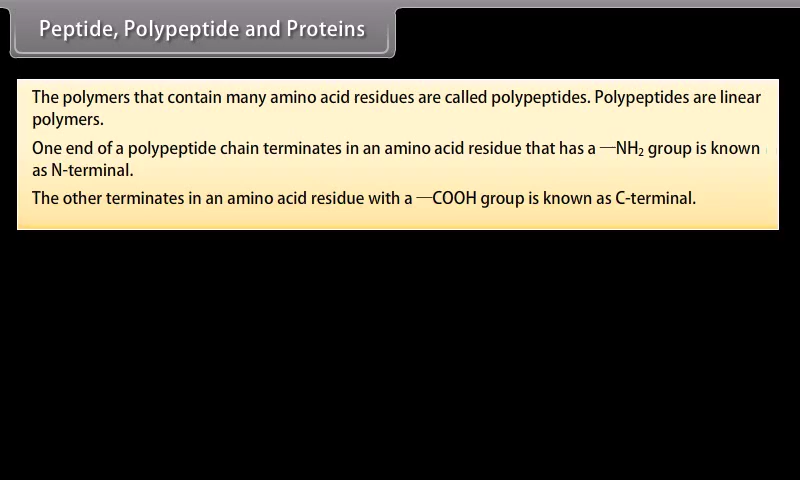 Peptide, Polypeptide and Proteins
The polymers that contain many amino acid residues are called polypeptides. Polypeptides are linear
polymers.
One end of a polypeptide chain terminates in an amino acid residue that has a —NH₂ group is known
as N-terminal.
The other terminates in an amino acid residue with a —COOH group is known as C-terminal.